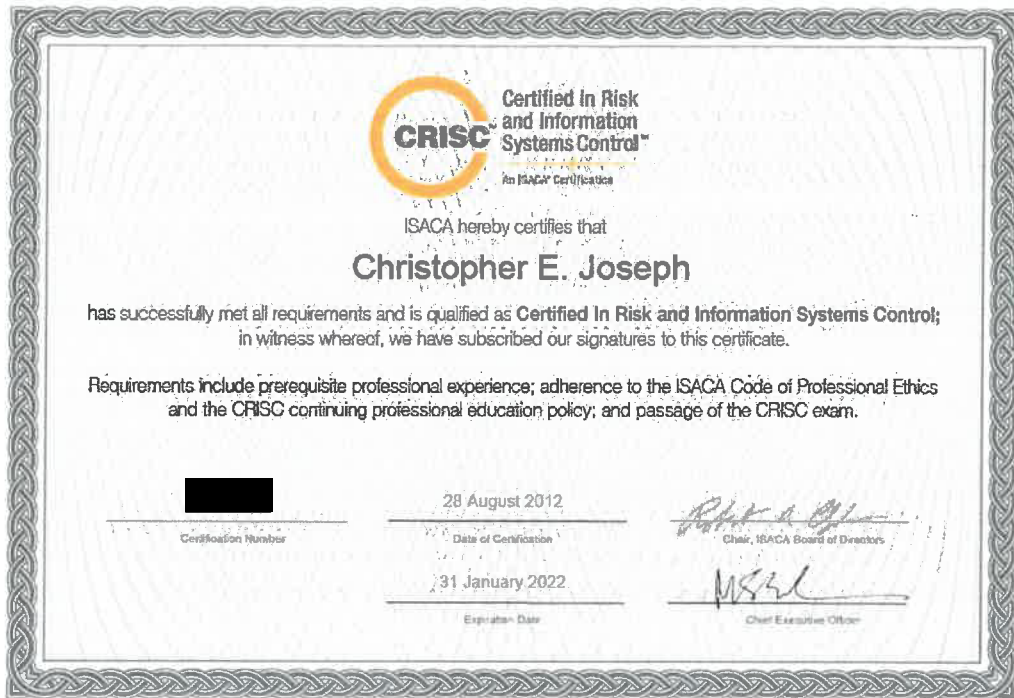 CRISC™
Certified in Risk
and Information
Systems Control™
An ISACA® Certification
ISACA hereby certifies that
Christopher E. Joseph
has successfully met all requirements and is qualified as Certified in Risk and Information Systems Control;
in witness whereof, we have subscribed our signatures to this certificate.
Requirements include prerequisite professional experience; adherence to the ISACA Code of Professional Ethics
and the CRISC continuing professional education policy; and passage of the CRISC exam.
28 August 2012
Certification Number
Date of Certification
Chair, ISACA Board of Directors
31 January 2022
Expiration Date
Chief Executive Officer